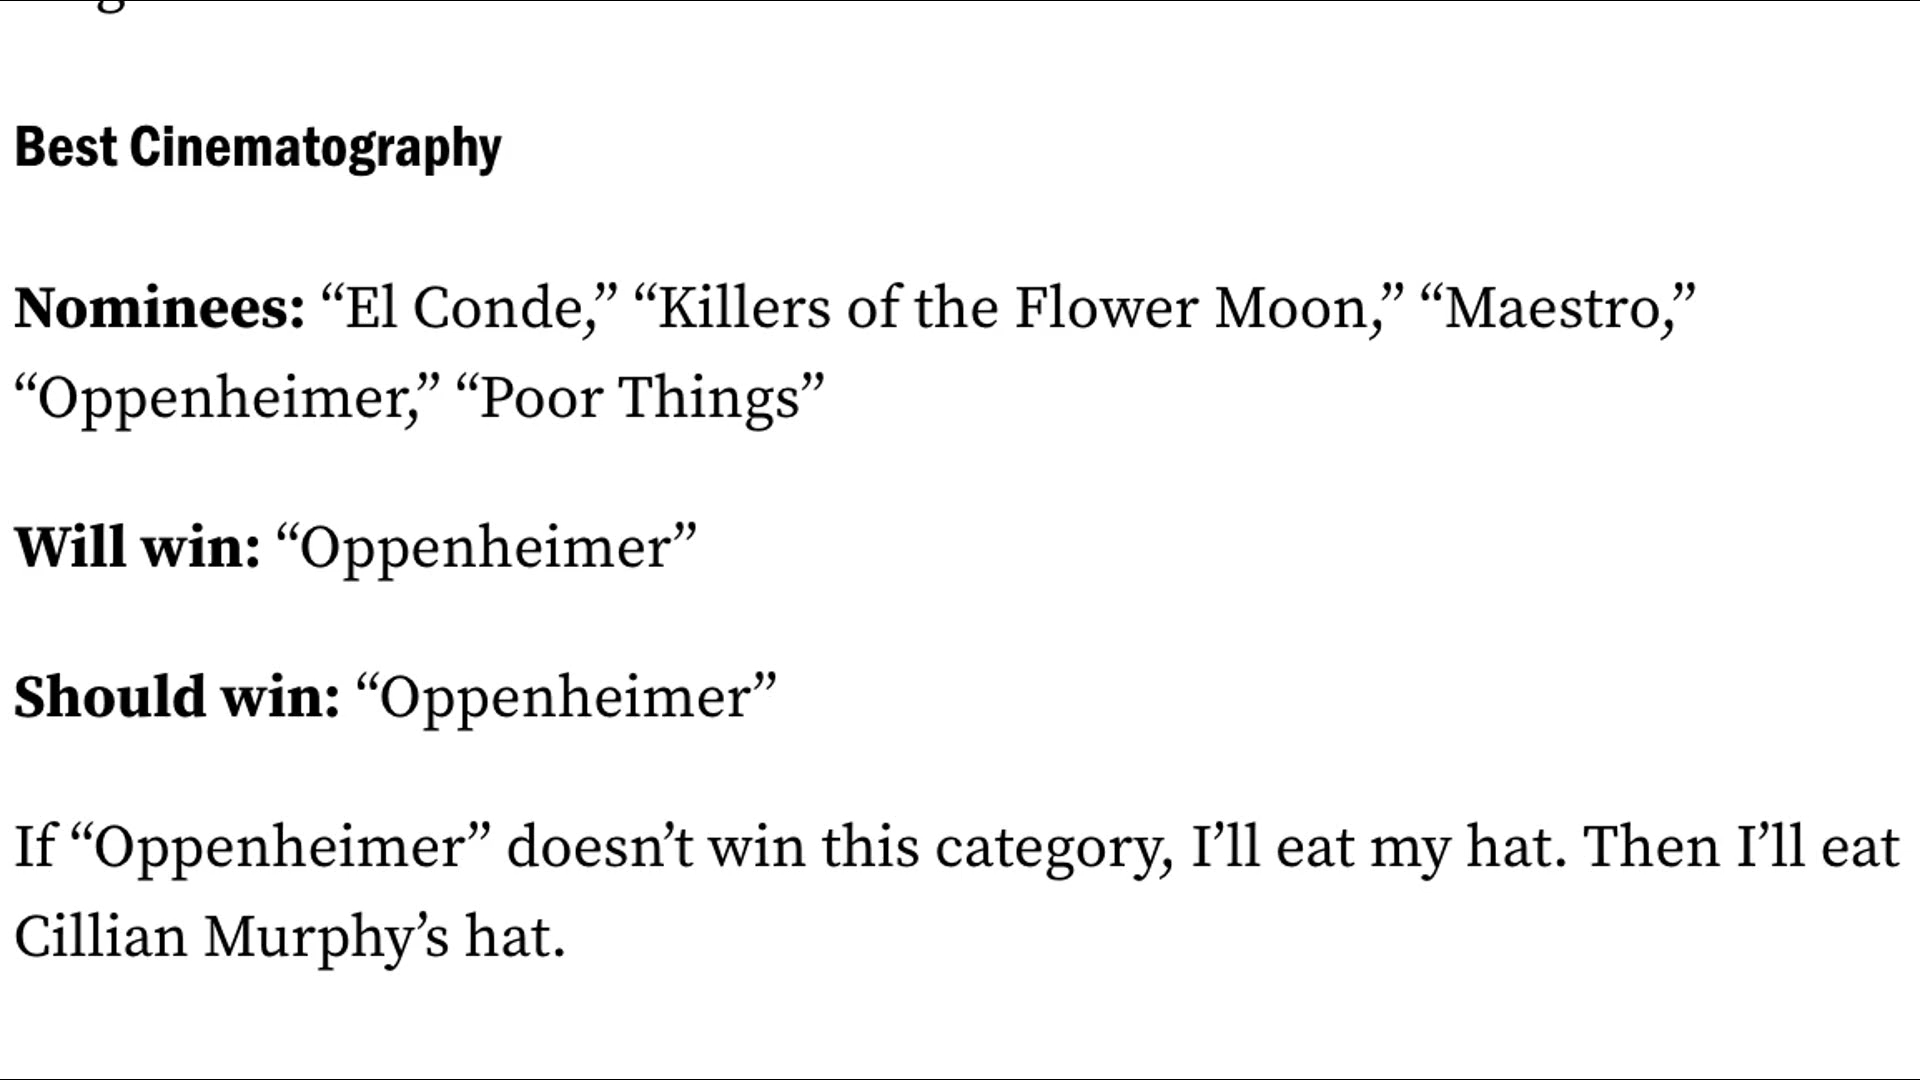 Best Cinematography
Nominees: “El Conde,” “Killers of the Flower Moon,” “Maestro,”
“Oppenheimer,” “Poor Things”
Will win: “Oppenheimer”
Should win: “Oppenheimer”
If “Oppenheimer” doesn’t win this category, I’ll eat my hat. Then I’ll eat
Cillian Murphy’s hat.